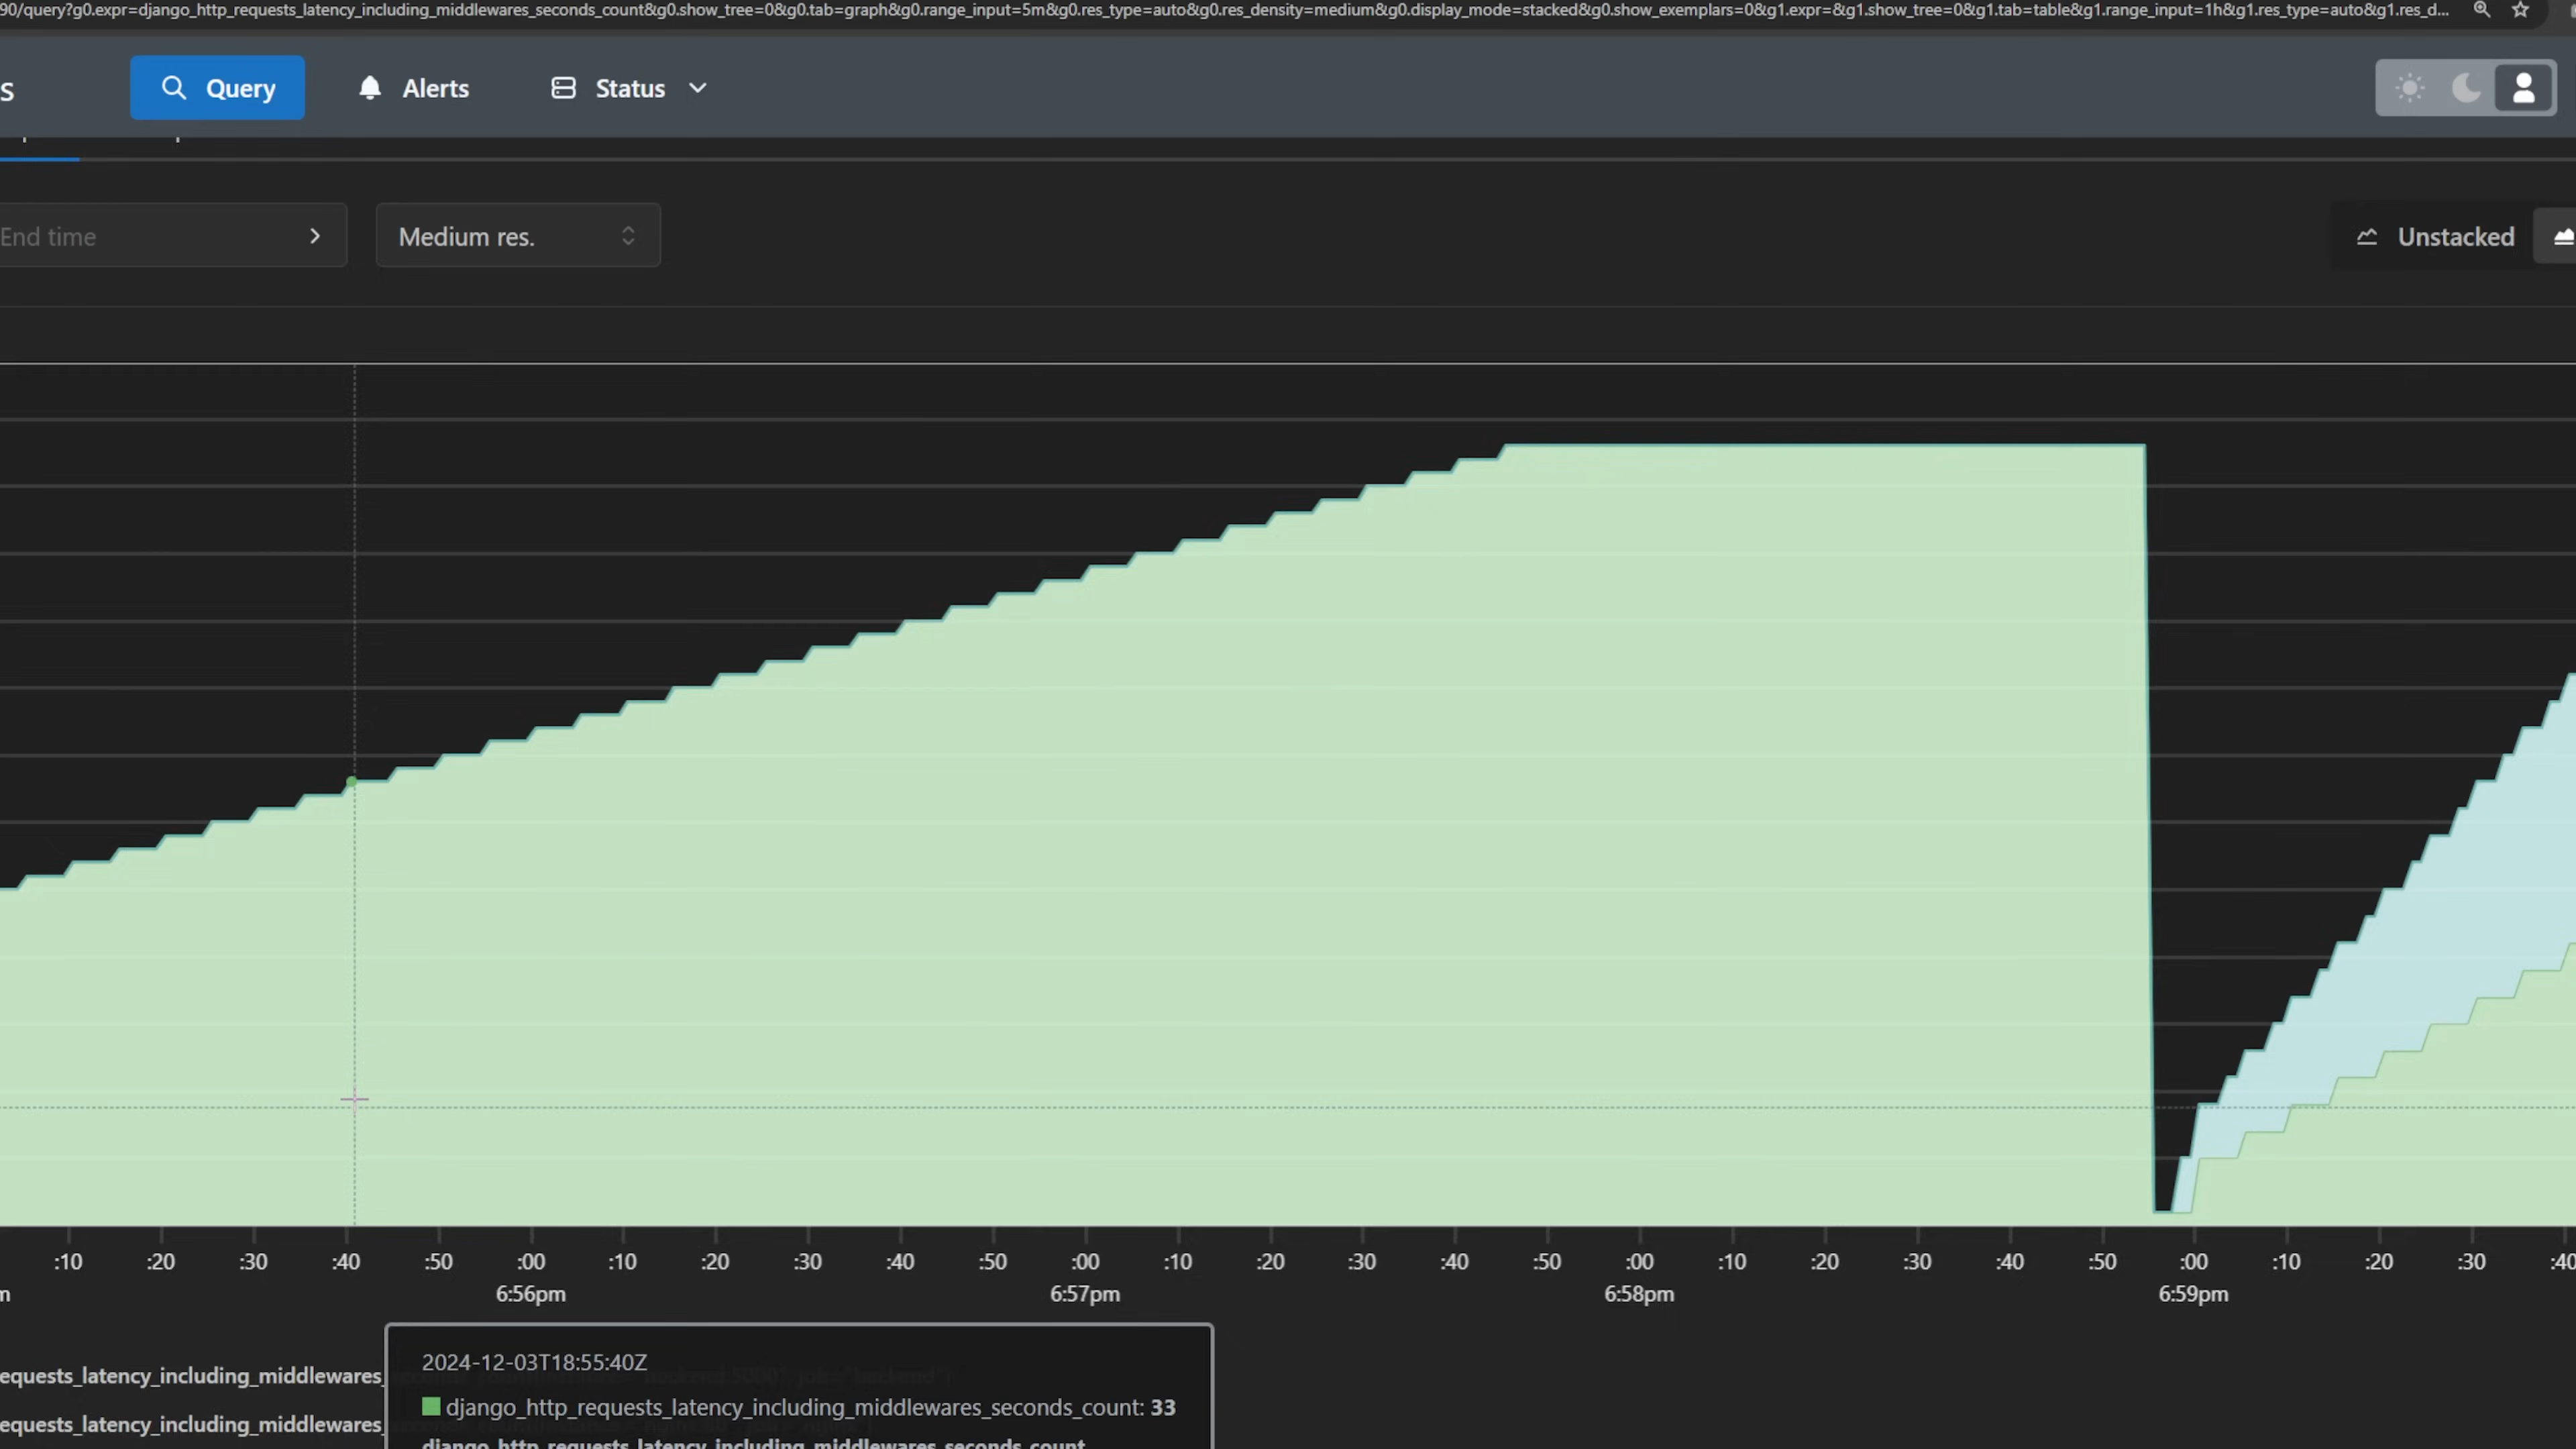 90/query?g0.expr=django_http_requests_latency_including_middlewares_seconds_count&g0.show_tree=0&g0.tab=graph&g0.range_input=5m&g0.res_type=auto&g0.res_density=medium&g0.display_mode=stacked&g0.show_exemplars=0&g1.expr=&g1.show_tree=0&g1.tab=table&g1.range_input=1h&g1.res_type=auto&g1.res_d...
s Query Alerts Status
End time Medium res. Unstacked
:10 :20 :30 :40 :50 :00 :10 :20 :30 :40 :50 :00 :10 :20 :30 :40 :50 :00 :10 :20 :30 :40 :50 :00 :10 :20 :30 :40
m 6:56pm 6:57pm 6:58pm 6:59pm
2024-12-03T18:55:40Z
equests_latency_including_middlewares_
django_http_requests_latency_including_middlewares_seconds_count: 33
equests_latency_including_middlewares_
django_http_requests_latency_including_middlewares_seconds_count